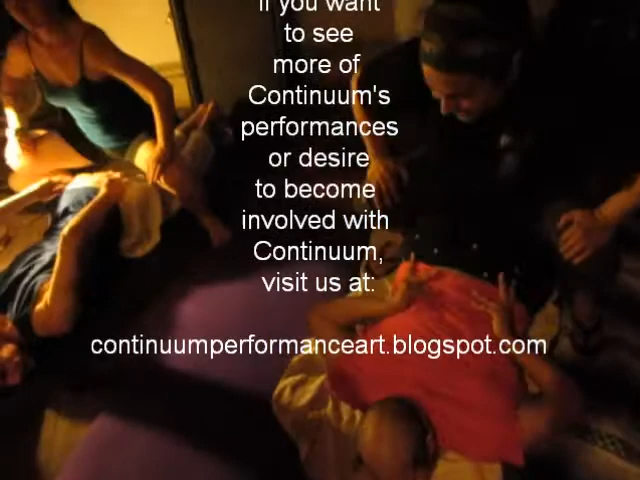 If you want
to see
more of
Continuum's
performances
or desire
to become
involved with
Continuum,
visit us at:
continuumperformanceart.blogspot.com